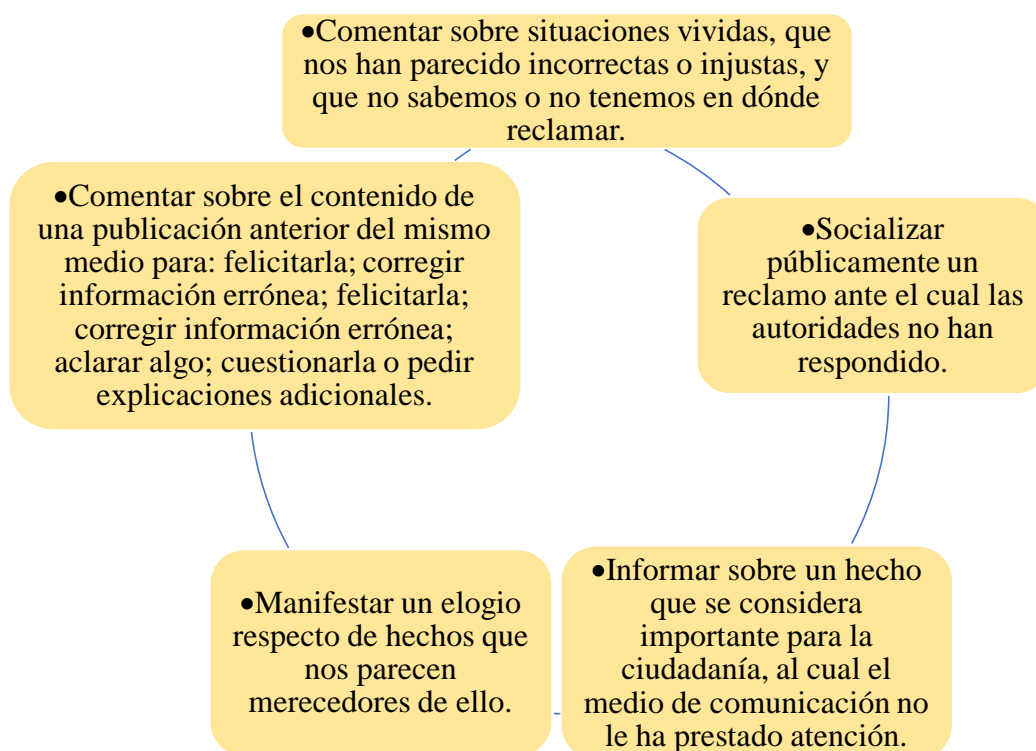 •Comentar sobre situaciones vividas, que
nos han parecido incorrectas o injustas, y
que no sabemos o no tenemos en dónde
reclamar.
•Socializar
públicamente un
reclamo ante el cual las
autoridades no han
respondido.
•Informar sobre un hecho
que se considera
importante para la
ciudadanía, al cual el
medio de comunicación no
le ha prestado atención.
•Manifestar un elogio
respecto de hechos que
nos parecen
merecedores de ello.
•Comentar sobre el contenido de
una publicación anterior del mismo
medio para: felicitarla; corregir
información errónea; felicitarla;
corregir información errónea;
aclarar algo; cuestionarla o pedir
explicaciones adicionales.